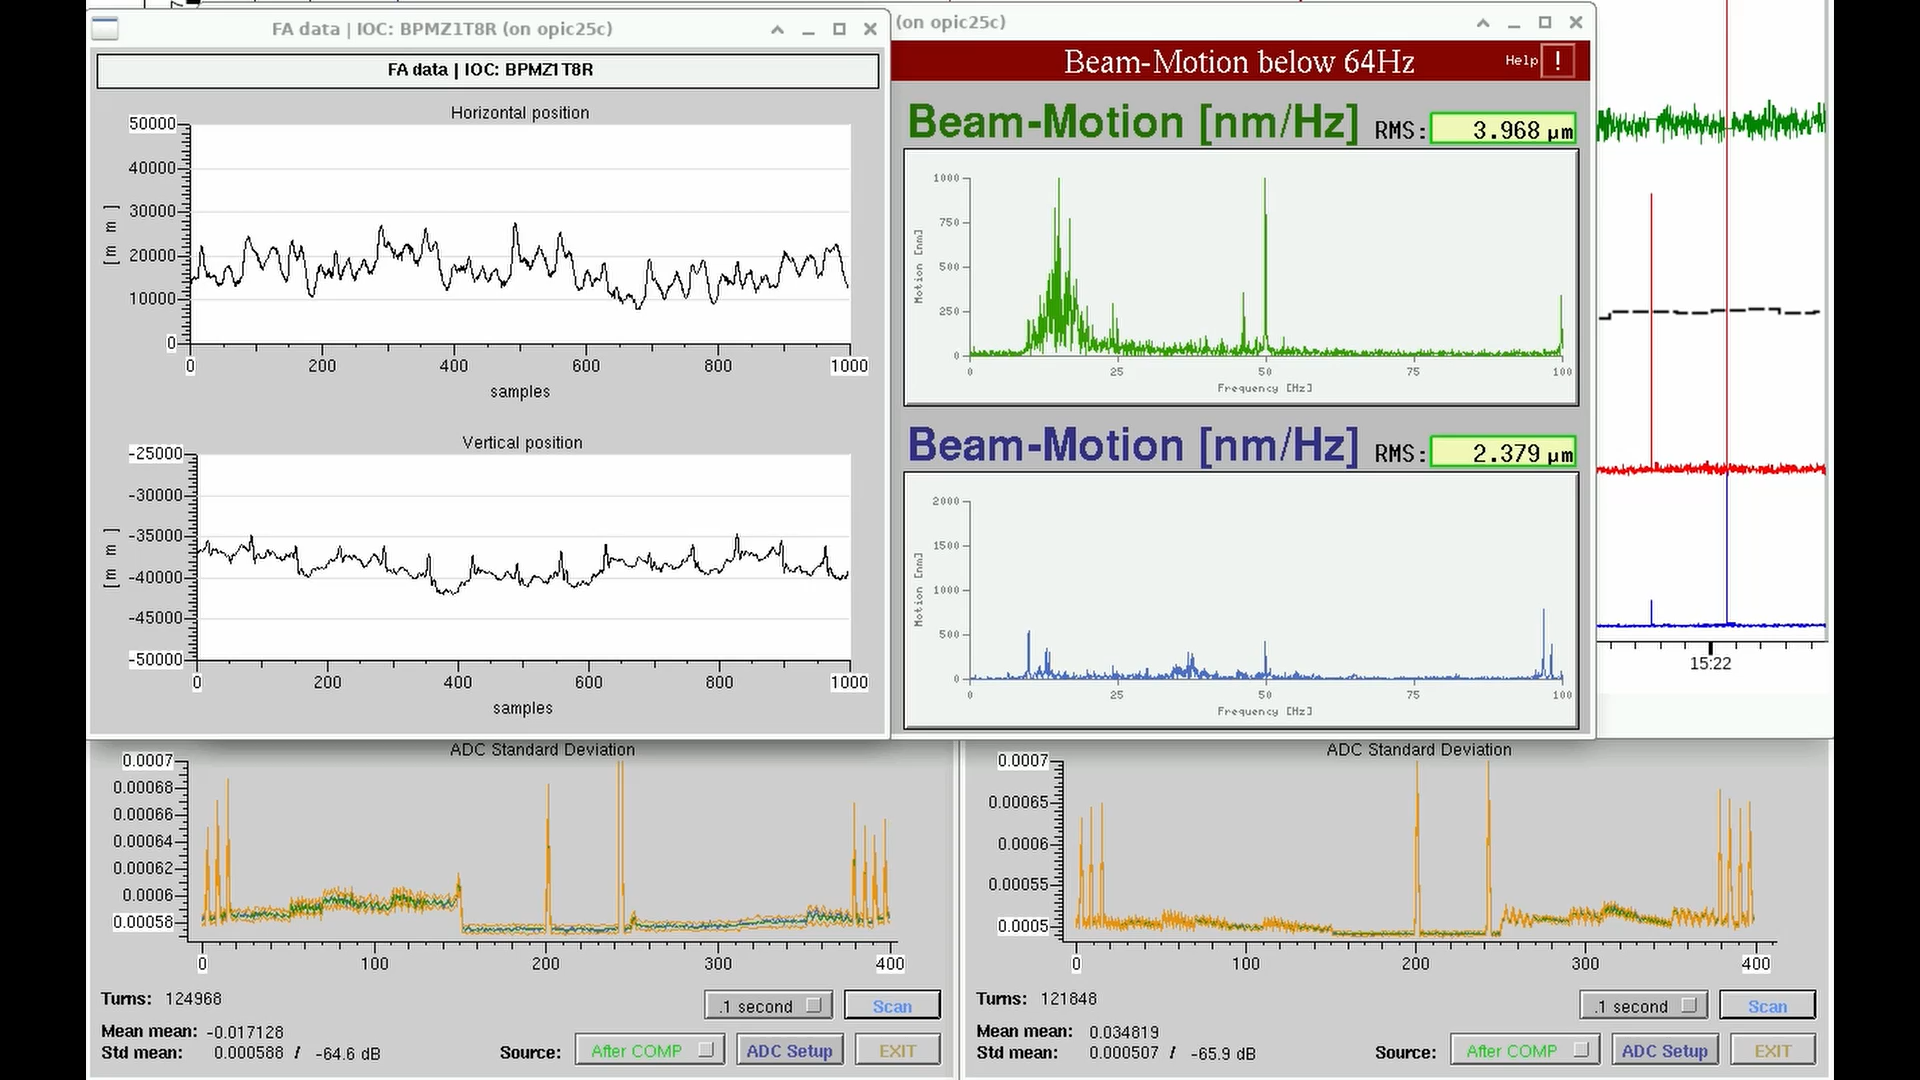 FA data | IOC: BPMZ1T8R (on opic25c)
FA data | IOC: BPMZ1T8R
Horizontal position
50000
40000
30000
20000
10000
0
[ m m ]
0 200 400 600 800 1000
samples
Vertical position
-25000
-30000
-35000
-40000
-45000
-50000
[ m m ]
0 200 400 600 800 1000
samples
(on opic25c)
Beam-Motion below 64Hz
Help !
Beam-Motion [nm/Hz] RMS: 3.968 µm
1000
750
500
250
0
Motion [nm]
0 25 50 75 100
Frequency [Hz]
Beam-Motion [nm/Hz] RMS: 2.379 µm
2000
1500
1000
500
0
Motion [nm]
0 25 50 75 100
Frequency [Hz]
15:22
ADC Standard Deviation
0.0007
0.00068
0.00066
0.00064
0.00062
0.0006
0.00058
0 100 200 300 400
Turns: 124968
.1 second Scan
Mean mean: -0.017128
Std mean: 0.000588 / -64.6 dB
Source: After COMP ADC Setup EXIT
ADC Standard Deviation
0.0007
0.00065
0.0006
0.00055
0.0005
0 100 200 300 400
Turns: 121848
.1 second Scan
Mean mean: 0.034819
Std mean: 0.000507 / -65.9 dB
Source: After COMP ADC Setup EXIT